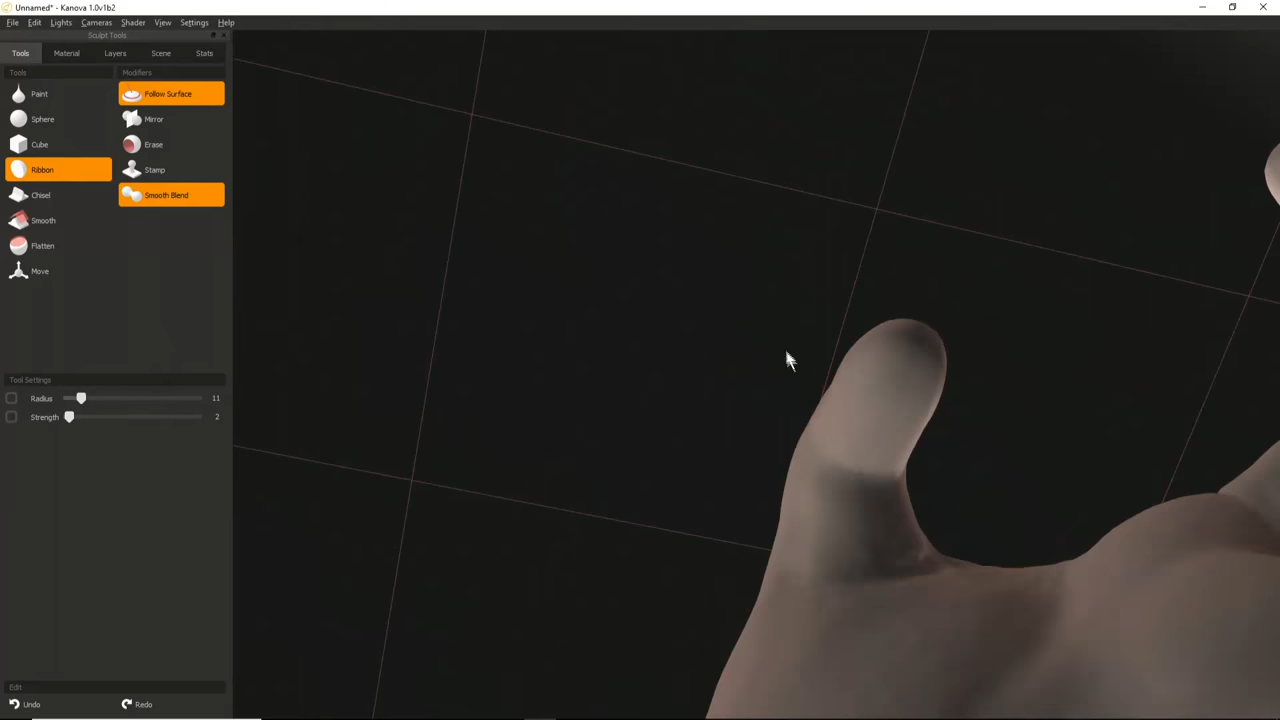 Unnamed* - Kanova 1.0v1b2
File Edit Lights Cameras Shader View Settings Help
Sculpt Tools
Tools Material Layers Scene Stats
Tools Modifiers
Paint Follow Surface
Sphere Mirror
Cube Erase
Ribbon Stamp
Chisel Smooth Blend
Smooth
Flatten
Move
Tool Settings
Radius 11
Strength 2
Edit
Undo Redo